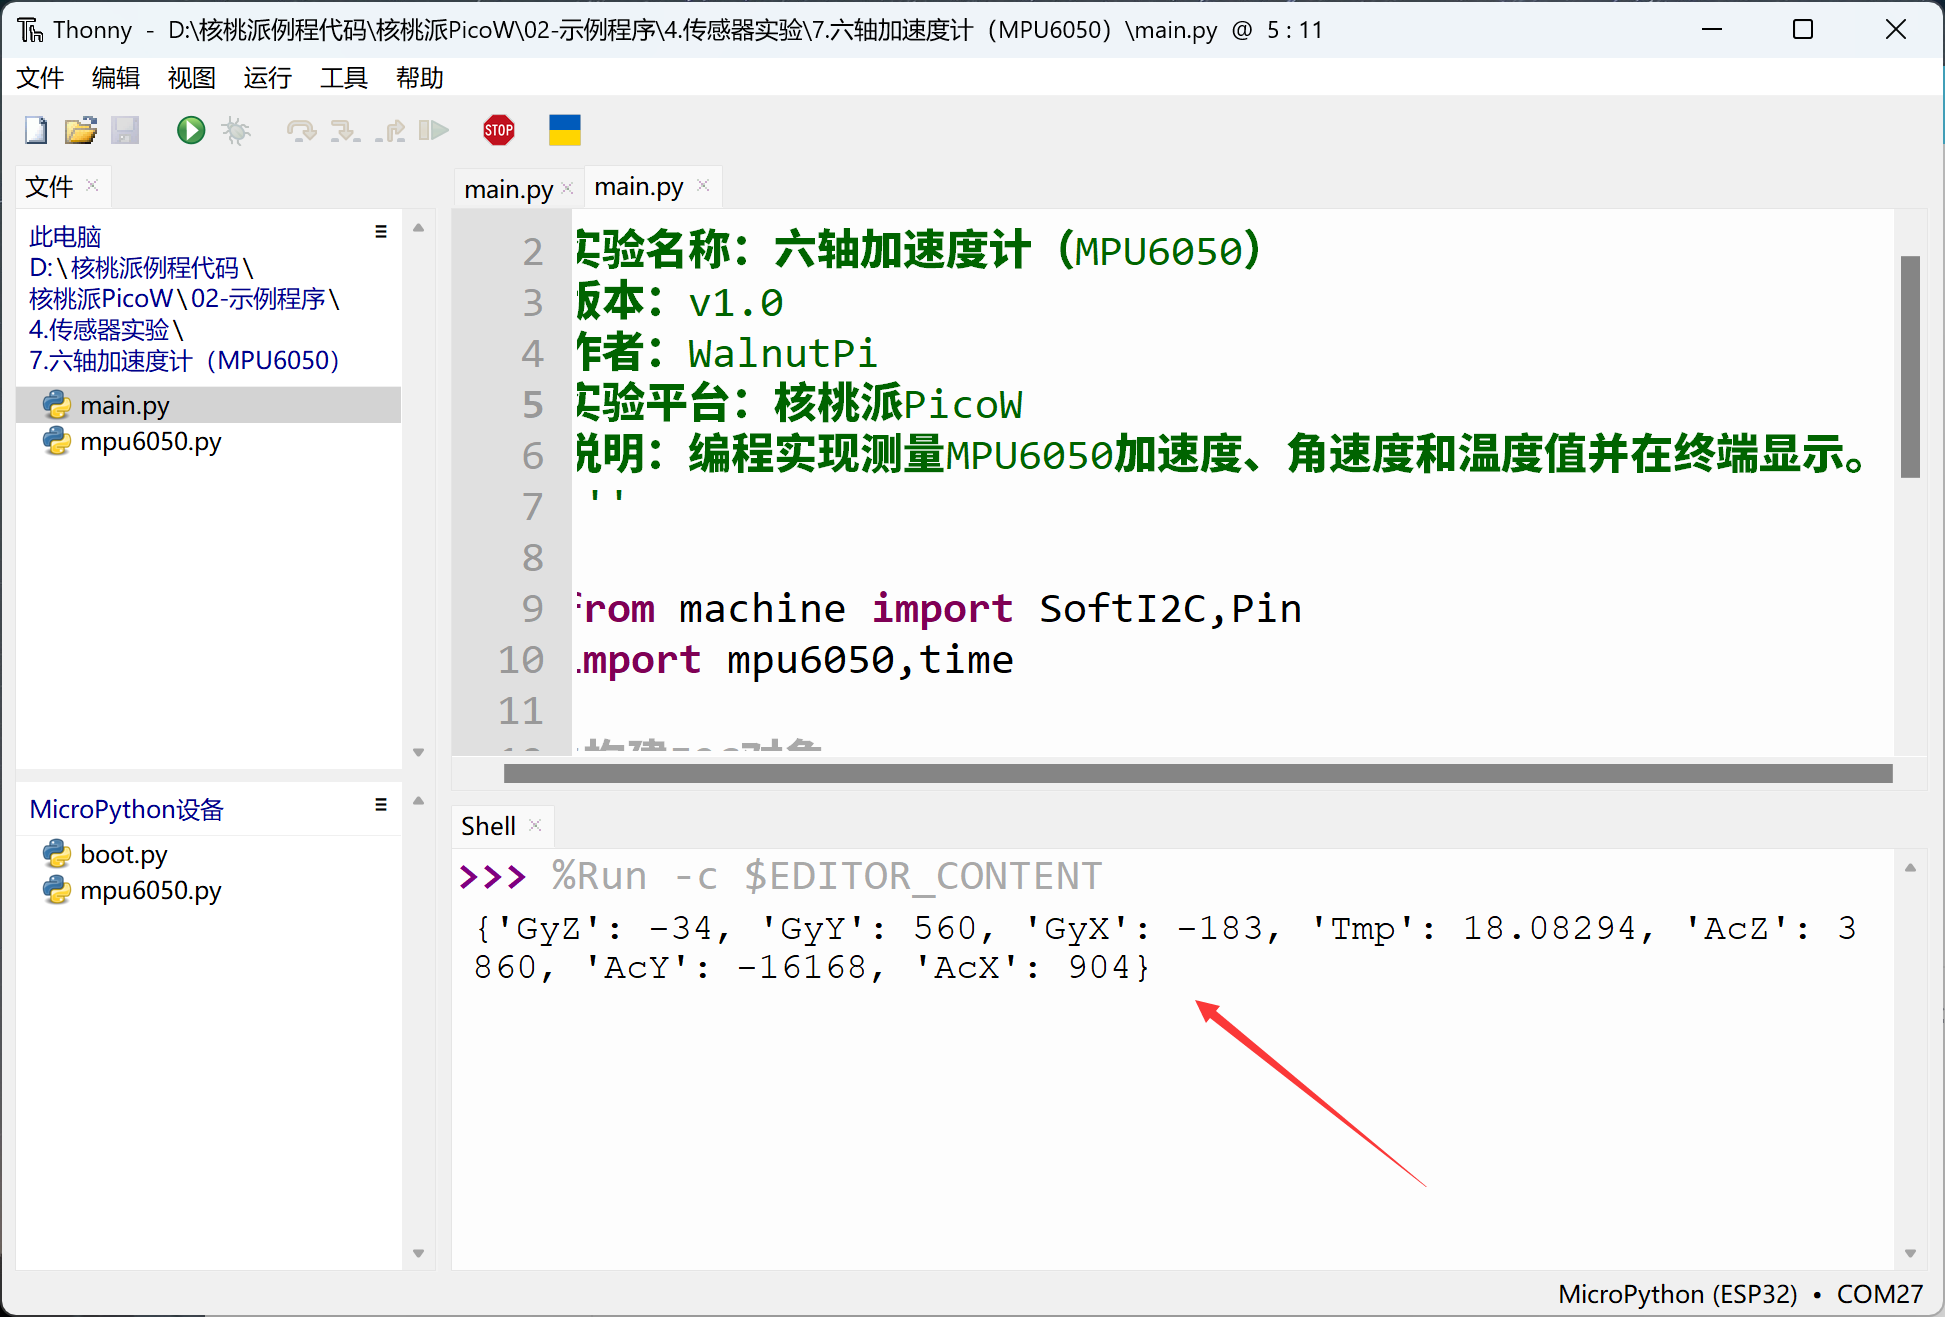 Thonny - D:\核桃派例程代码\核桃派PicoW\02-示例程序\4.传感器实验\7.六轴加速度计（MPU6050）\main.py @ 5 : 11
文件 编辑 视图 运行 工具 帮助
STOP
文件
此电脑
D:\核桃派例程代码\
核桃派PicoW\02-示例程序\
4.传感器实验\
7.六轴加速度计（MPU6050）
main.py
mpu6050.py
MicroPython设备
boot.py
mpu6050.py
main.py main.py
2 实验名称：六轴加速度计（MPU6050）
3 版本：v1.0
4 作者：WalnutPi
5 实验平台：核桃派PicoW
6 说明：编程实现测量MPU6050加速度、角速度和温度值并在终端显示。
7 ''
8
9 from machine import SoftI2C,Pin
10 import mpu6050,time
11
12 构建I2C对象
Shell
>>> %Run -c $EDITOR_CONTENT
{'GyZ': -34, 'GyY': 560, 'GyX': -183, 'Tmp': 18.08294, 'AcZ': 3
860, 'AcY': -16168, 'AcX': 904}
MicroPython (ESP32) • COM27